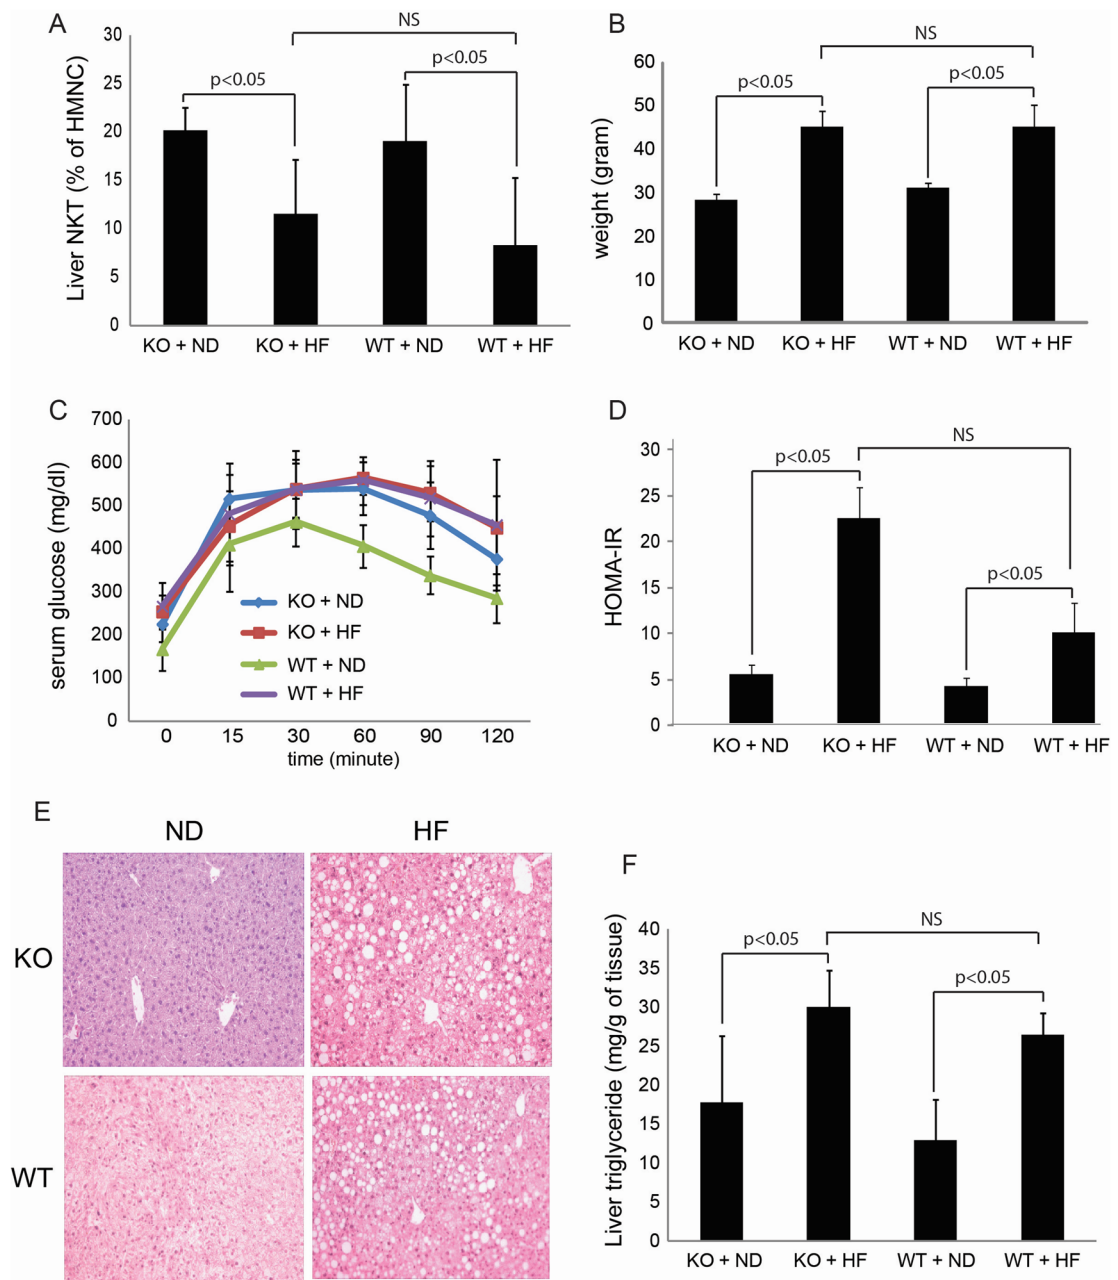 A
Liver NKT (% of HMNC)
30
25
20
15
10
5
0
NS
p<0.05
p<0.05
KO + ND
KO + HF
WT + ND
WT + HF
B
weight (gram)
60
50
40
30
20
10
0
NS
p<0.05
p<0.05
KO + ND
KO + HF
WT + ND
WT + HF
C
serum glucose (mg/dl)
700
600
500
400
300
200
100
0
KO + ND
KO + HF
WT + ND
WT + HF
0
15
30
60
90
120
time (minute)
D
HOMA-IR
30
25
20
15
10
5
0
NS
p<0.05
p<0.05
KO + ND
KO + HF
WT + ND
WT + HF
E
ND
HF
KO
WT
F
Liver triglyceride (mg/g of tissue)
40
35
30
25
20
15
10
5
0
NS
p<0.05
p<0.05
KO + ND
KO + HF
WT + ND
WT + HF